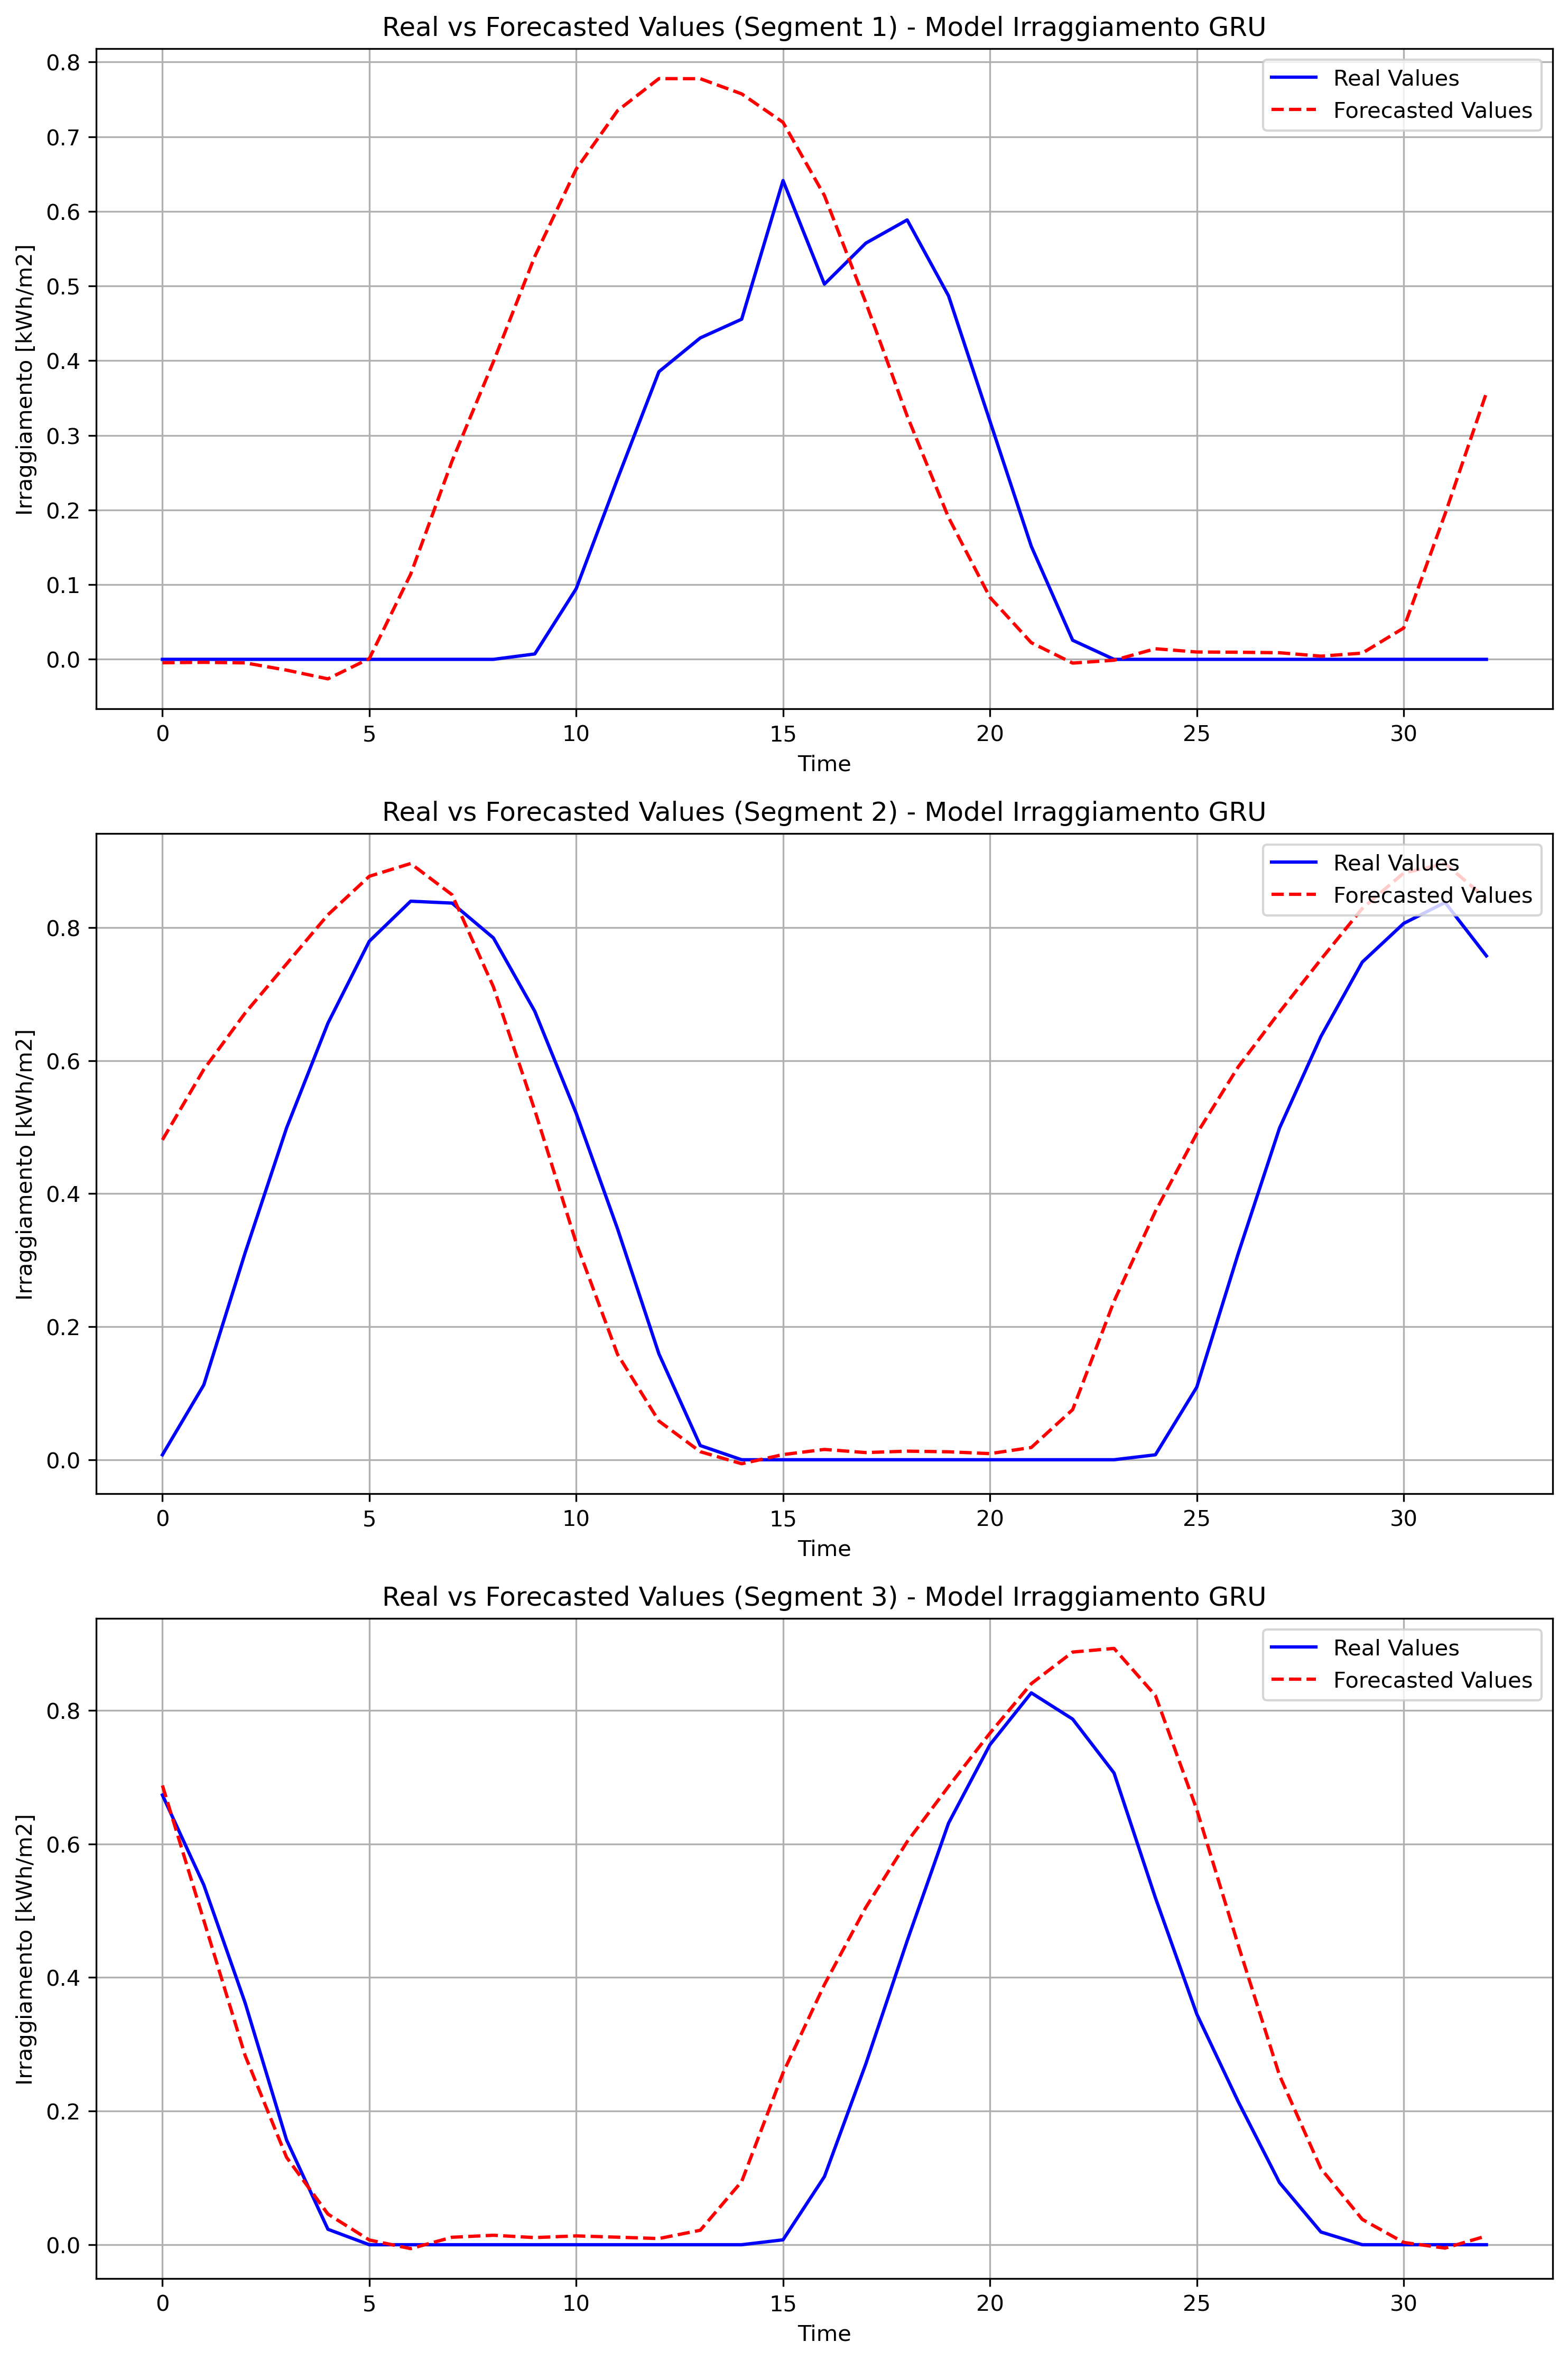 Real vs Forecasted Values (Segment 1) - Model Irraggiamento GRU
Irraggiamento [kWh/m2]
0.8
0.7
0.6
0.5
0.4
0.3
0.2
0.1
0.0
Real Values
Forecasted Values
0 5 10 15 20 25 30
Time
Real vs Forecasted Values (Segment 2) - Model Irraggiamento GRU
Irraggiamento [kWh/m2]
0.8
0.6
0.4
0.2
0.0
Real Values
Forecasted Values
0 5 10 15 20 25 30
Time
Real vs Forecasted Values (Segment 3) - Model Irraggiamento GRU
Irraggiamento [kWh/m2]
0.8
0.6
0.4
0.2
0.0
Real Values
Forecasted Values
0 5 10 15 20 25 30
Time